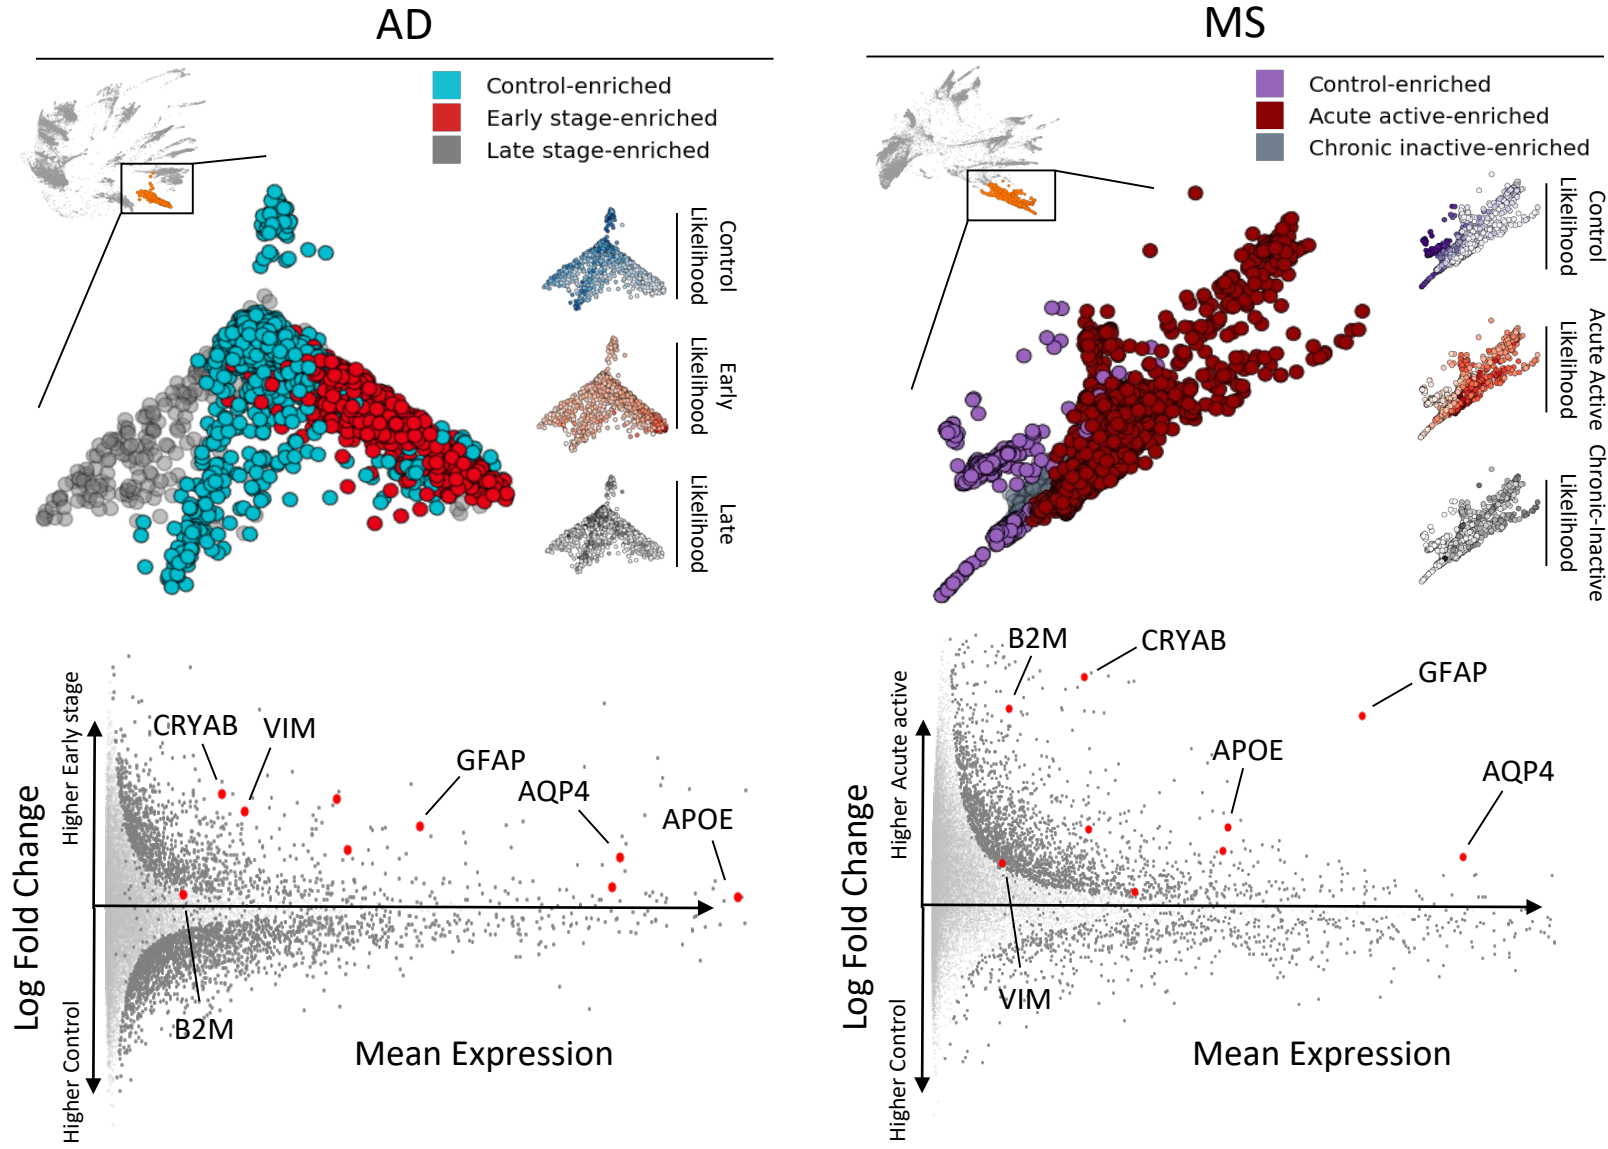 AD
Control-enriched
Early stage-enriched
Late stage-enriched
Control
Likelihood
Early
Likelihood
Late
Likelihood
Log Fold Change
Higher Early stage
Higher Control
CRYAB
VIM
GFAP
AQP4
APOE
B2M
Mean Expression
MS
Control-enriched
Acute active-enriched
Chronic inactive-enriched
Control
Likelihood
Acute Active
Likelihood
Chronic-Inactive
Likelihood
Log Fold Change
Higher Acute active
Higher Control
B2M
CRYAB
GFAP
APOE
AQP4
VIM
Mean Expression